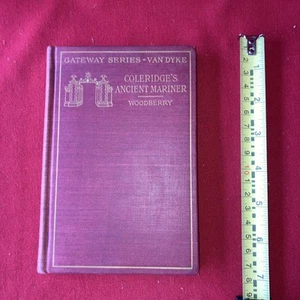 GATEWAY SERIES - VAN DYKE
COLERIDGE'S
ANCIENT MARINER
WOODBERRY